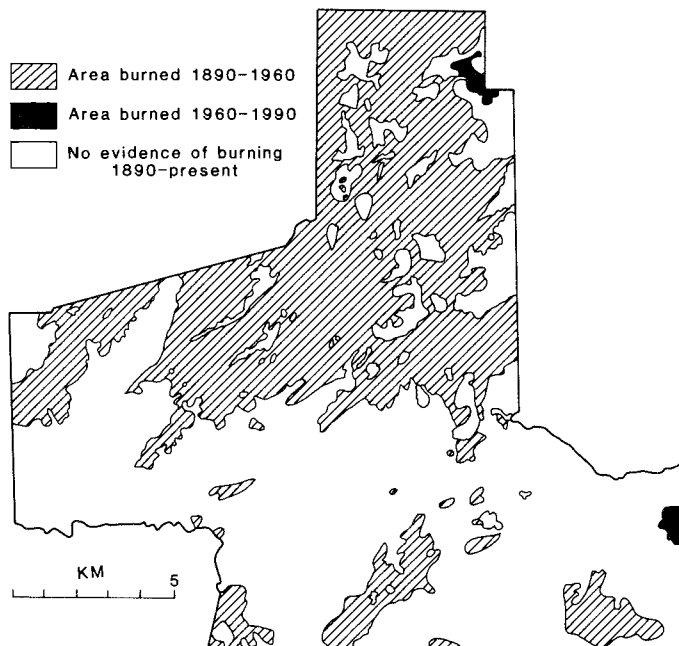 Area burned 1890-1960
Area burned 1960-1990
No evidence of burning
1890-present
KM
5